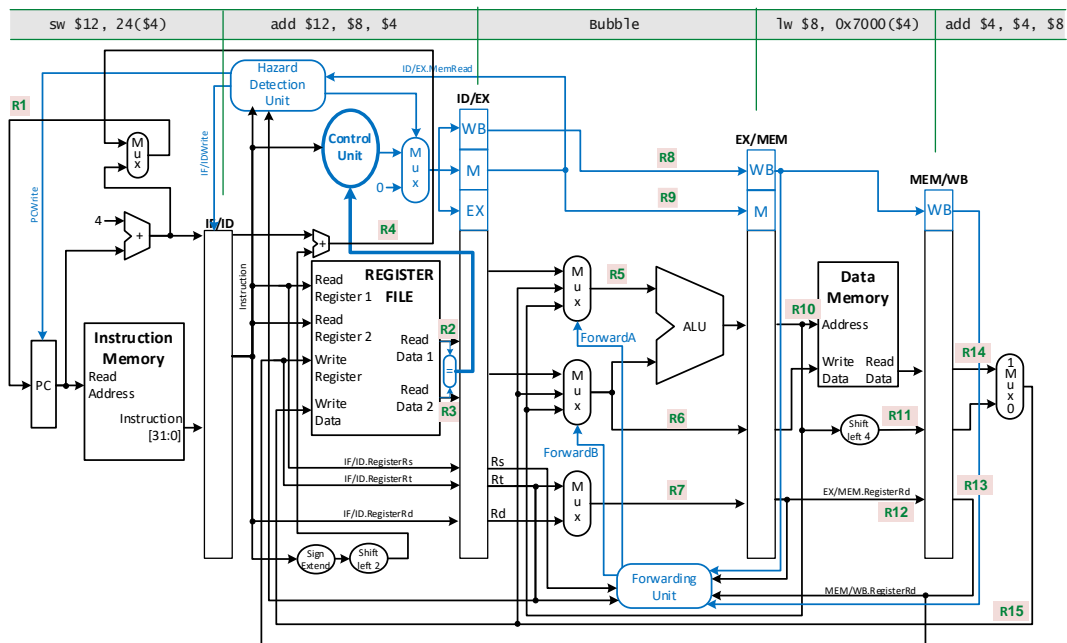 sw $12, 24($4)
add $12, $8, $4
Bubble
lw $8, 0x7000($4)
add $4, $4, $8
R1
Hazard
Detection
Unit
ID/EX.MemRead
ID/EX
WB
M
EX
Mux
PCWrite
IF/IDWrite
Control
Unit
Mux
0
R8
R9
EX/MEM
WB
M
MEM/WB
WB
4
+
IF/ID
+
R4
Instruction
REGISTER
FILE
Read
Register 1
Read
Register 2
Write
Register
Write
Data
Read
Data 1
Read
Data 2
R2
=
R3
Mux
R5
ForwardA
ALU
Mux
R6
ForwardB
Mux
R7
Data
Memory
R10
Address
Write
Data
Read
Data
Shift
left 4
R11
R14
1
Mux
0
R13
R12
EX/MEM.RegisterRd
PC
Instruction
Memory
Read
Address
Instruction
[31:0]
IF/ID.RegisterRs
IF/ID.RegisterRt
IF/ID.RegisterRd
Rs
Rt
Rd
Sign
Extend
Shift
left 2
Forwarding
Unit
MEM/WB.RegisterRd
R15